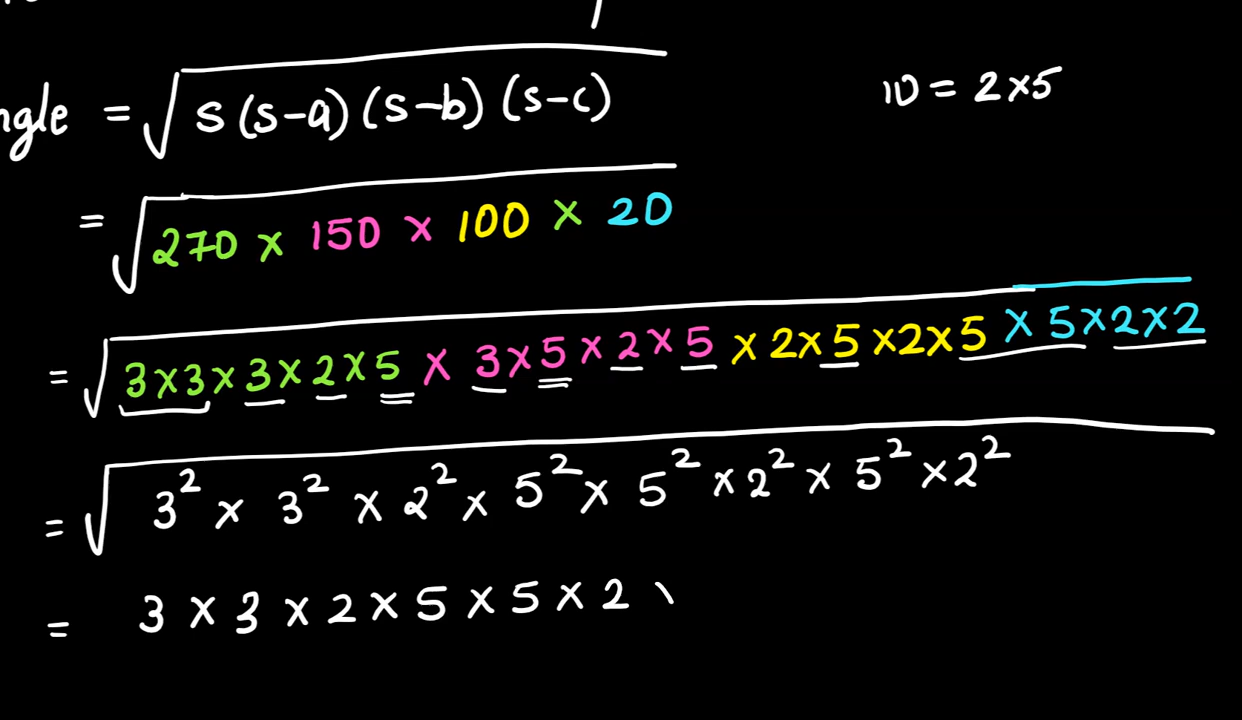 ngle = √s(s-a)(s-b)(s-c)
10 = 2×5
= √270 × 150 × 100 × 20
= √3×3×3×2×5 × 3×5×2×5 × 2×5×2×5 × 5×2×2
= √3² × 3² × 2² × 5² × 5² × 2² × 5² × 2²
= 3 × 3 × 2 × 5 × 5 × 2